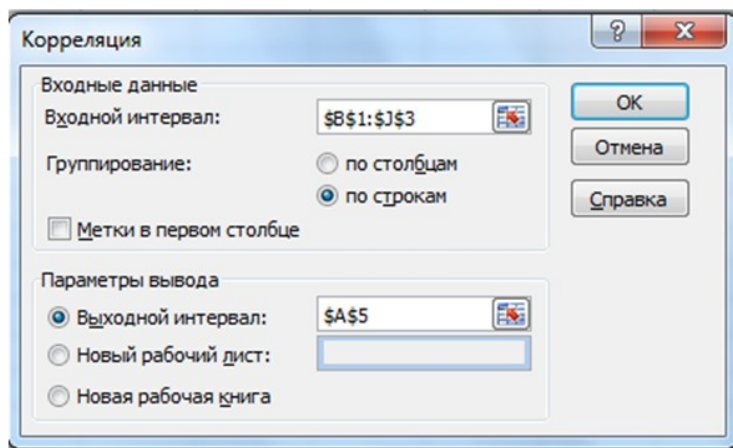 Корреляция
Входные данные
Входной интервал: $B$1:$J$3
Группирование: по столбцам
по строкам
Метки в первом столбце
Параметры вывода
Выходной интервал: $A$5
Новый рабочий лист:
Новая рабочая книга
ОК
Отмена
Справка